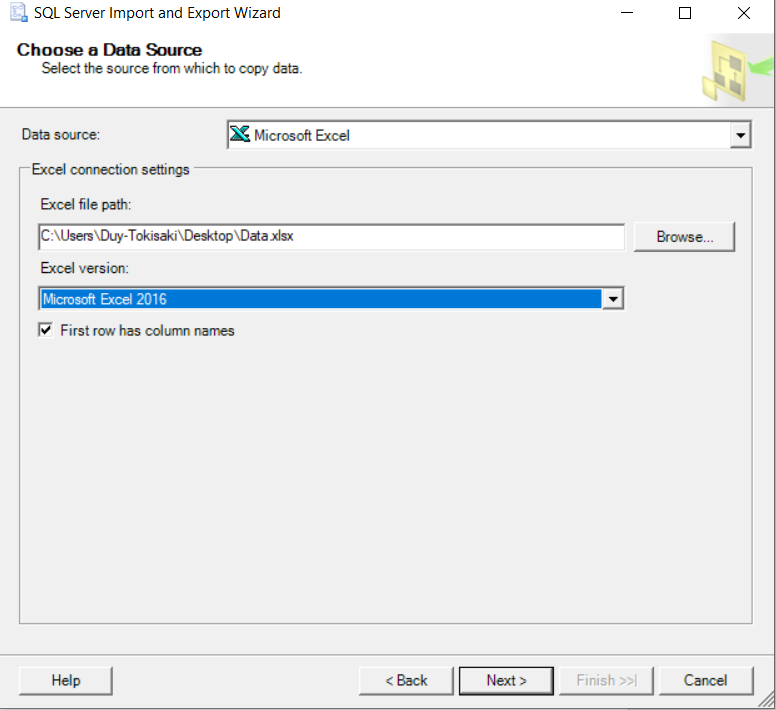 SQL Server Import and Export Wizard
Choose a Data Source
Select the source from which to copy data.
Data source:
Microsoft Excel
Excel connection settings
Excel file path:
C:\Users\Duy-Tokisaki\Desktop\Data.xlsx
Browse...
Excel version:
Microsoft Excel 2016
First row has column names
Help
< Back
Next >
Finish >>|
Cancel